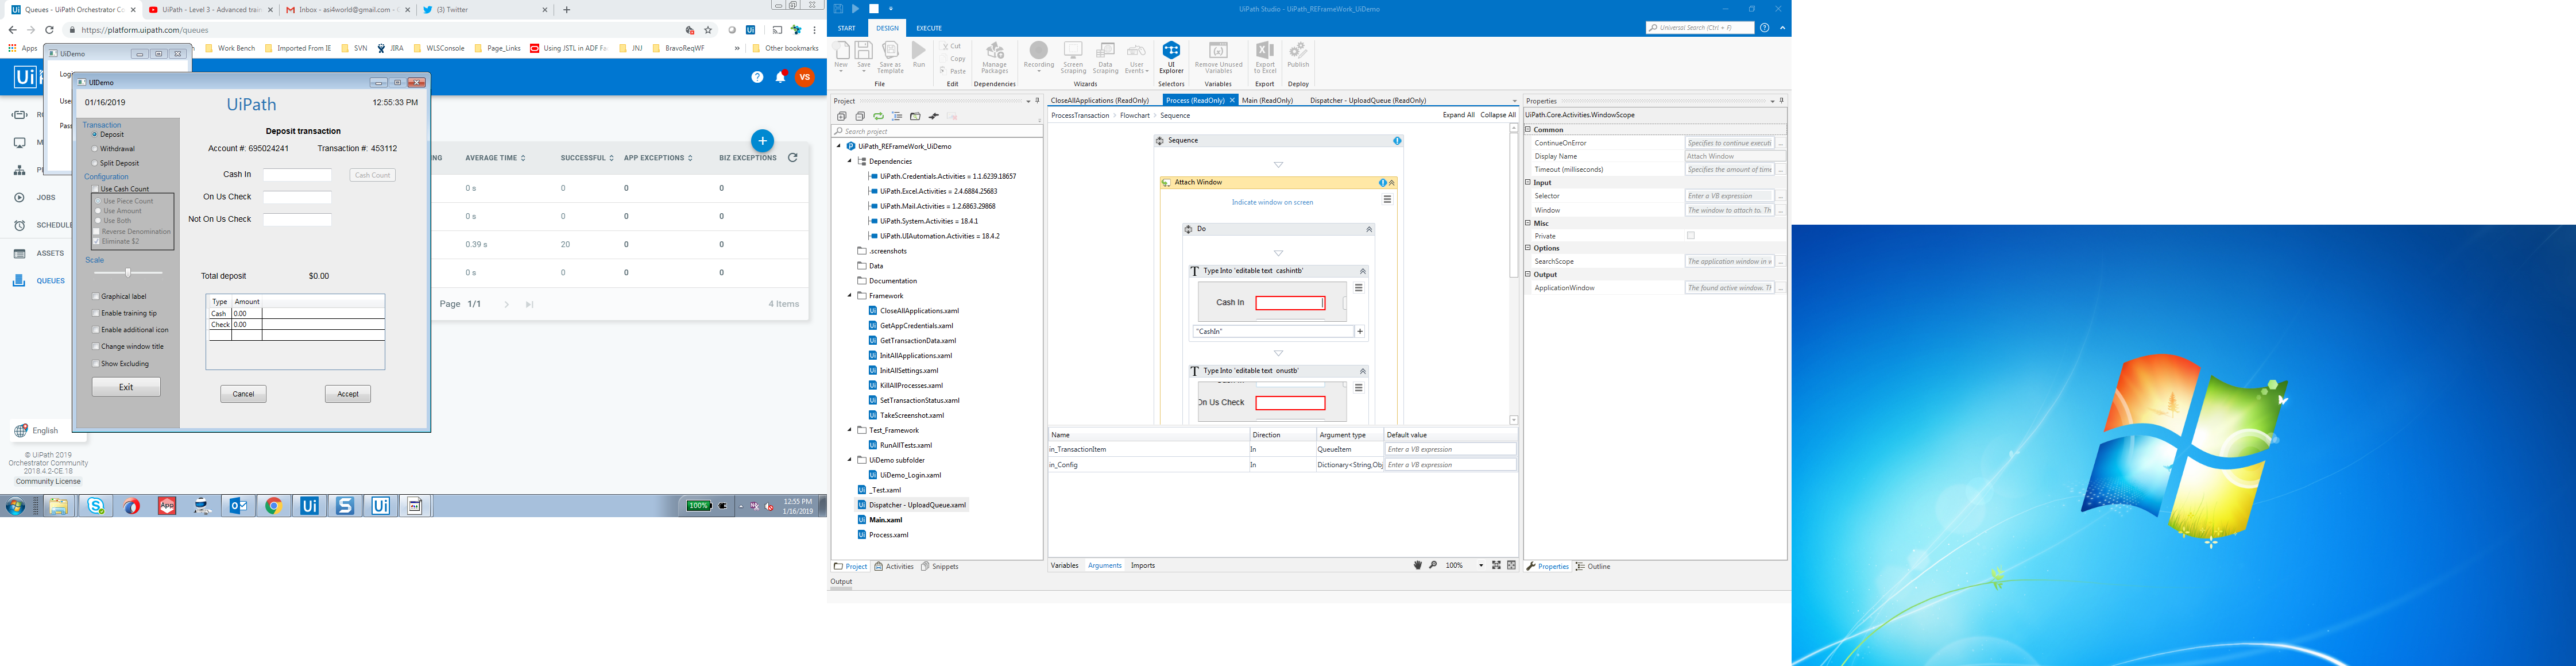 Queues - UiPath Orchestrator Co
UiPath - Level 3 - Advanced train
Inbox - asi4world@gmail.com - G
(3) Twitter
https://platform.uipath.com/queues
Apps
Work Bench
Imported From IE
SVN
JIRA
WLSConsole
Page_Links
Using JSTL in ADF Fa
JNJ
BravoReqWF
Other bookmarks
UiDemo
UIDemo
VS
01/16/2019
UiPath
12:55:33 PM
Transaction
Deposit
Withdrawal
Split Deposit
Configuration
Use Cash Count
Use Piece Count
Use Amount
Use Both
Reverse Denomination
Eliminate $2
Scale
Graphical label
Enable training tip
Enable additional icon
Change window title
Show Excluding
Exit
Deposit transaction
Account #: 695024241
Transaction #: 453112
Cash In
Cash Count
On Us Check
Not On Us Check
Total deposit
$0.00
Type Amount
Cash 0.00
Check 0.00
Cancel
Accept
JOBS
SCHEDULE
ASSETS
QUEUES
AVERAGE TIME
SUCCESSFUL
APP EXCEPTIONS
BIZ EXCEPTIONS
0 s 0 0 0
0 s 0 0 0
0.39 s 20 0 0
0 s 0 0 0
Page 1/1
4 Items
English
© UiPath 2019
Orchestrator Community
2018.4.2-CE.18
Community License
100%
12:55 PM
1/16/2019
UiPath Studio - UiPath_REFrameWork_UiDemo
START
DESIGN
EXECUTE
Universal Search (Ctrl + F)
New
Save
Save as Template
Run
Cut
Copy
Paste
Manage Packages
Recording
Screen Scraping
Data Scraping
User Events
UI Explorer
Remove Unused Variables
Export to Excel
Publish
File
Edit
Dependencies
Wizards
Selectors
Variables
Export
Deploy
Project
Search project
UiPath_REFrameWork_UiDemo
Dependencies
UiPath.Credentials.Activities = 1.1.6239.18657
UiPath.Excel.Activities = 2.4.6884.25683
UiPath.Mail.Activities = 1.2.6863.29868
UiPath.System.Activities = 18.4.1
UiPath.UIAutomation.Activities = 18.4.2
.screenshots
Data
Documentation
Framework
CloseAllApplications.xaml
GetAppCredentials.xaml
GetTransactionData.xaml
InitAllApplications.xaml
InitAllSettings.xaml
KillAllProcesses.xaml
SetTransactionStatus.xaml
TakeScreenshot.xaml
Test_Framework
RunAllTests.xaml
UiDemo subfolder
UiDemo_Login.xaml
_Test.xaml
Dispatcher - UploadQueue.xaml
Main.xaml
Process.xaml
Project
Activities
Snippets
Output
CloseAllApplications (ReadOnly)
Process (ReadOnly)
Main (ReadOnly)
Dispatcher - UploadQueue (ReadOnly)
ProcessTransaction
Flowchart
Sequence
Expand All
Collapse All
Sequence
Attach Window
Indicate window on screen
Do
Type Into 'editable text cashintb'
Cash In
"CashIn"
Type Into 'editable text onustb'
On Us Check
Name
Direction
Argument type
Default value
in_TransactionItem
In
QueueItem
Enter a VB expression
in_Config
In
Dictionary<String,Obj
Enter a VB expression
Variables
Arguments
Imports
100%
Properties
UiPath.Core.Activities.WindowScope
Common
ContinueOnError
Specifies to continue executi
Display Name
Attach Window
Timeout (milliseconds)
Specifies the amount of time
Input
Selector
Enter a VB expression
Window
The window to attach to. Th
Misc
Private
Options
SearchScope
The application window in w
Output
ApplicationWindow
The found active window. Th
Properties
Outline